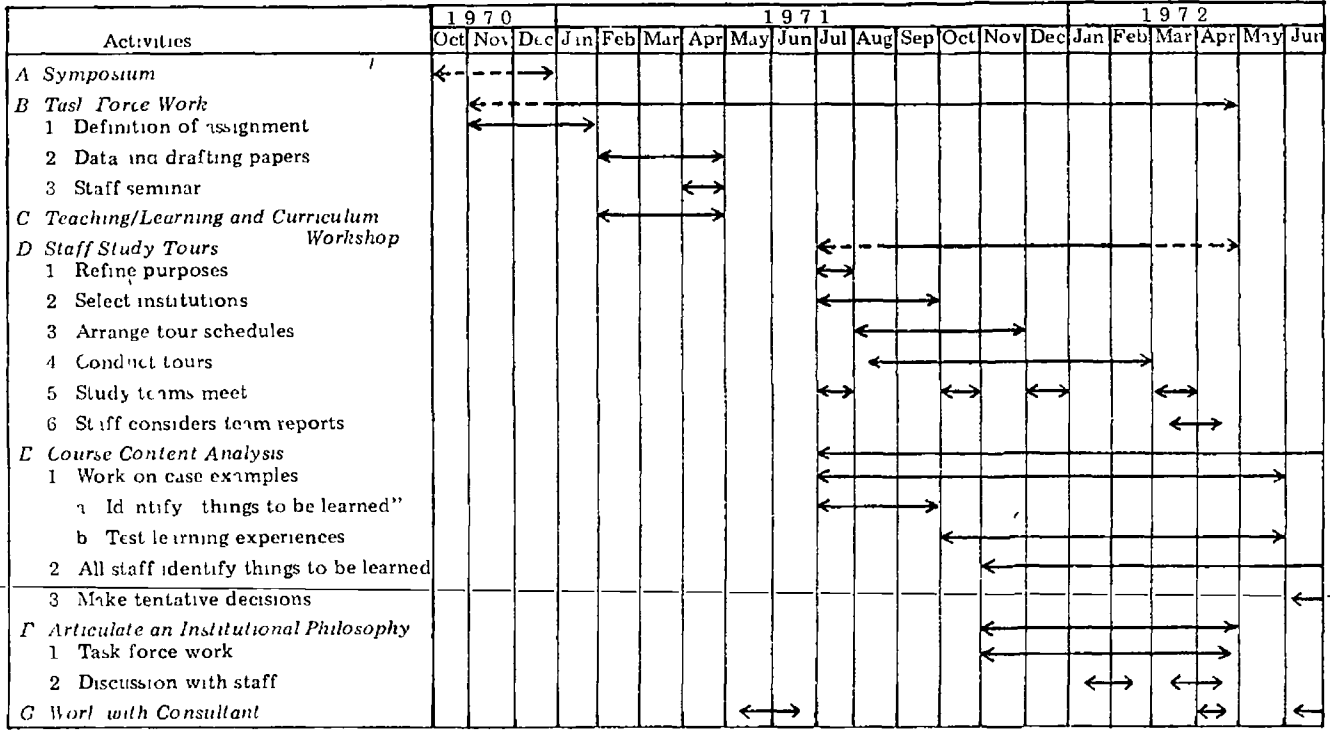 1970 1971 1972
Activities Oct Nov Dec Jan Feb Mar Apr May Jun Jul Aug Sep Oct Nov Dec Jan Feb Mar Apr May Jun
A Symposium
B Task Force Work
1 Definition of assignment
2 Data and drafting papers
3 Staff seminar
C Teaching/Learning and Curriculum
Workshop
D Staff Study Tours
1 Refine purposes
2 Select institutions
3 Arrange tour schedules
4 Conduct tours
5 Study teams meet
6 Staff considers team reports
E Course Content Analysis
1 Work on case examples
a Identify things to be learned"
b Test learning experiences
2 All staff identify things to be learned
3 Make tentative decisions
F Articulate an Institutional Philosophy
1 Task force work
2 Discussion with staff
G Work with Consultant